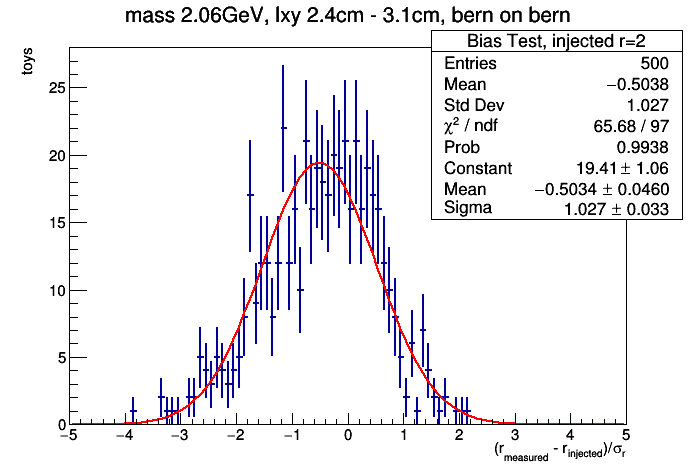 mass 2.06GeV, lxy 2.4cm - 3.1cm, bern on bern
Bias Test, injected r=2
Entries 500
Mean −0.5038
Std Dev 1.027
χ² / ndf 65.68 / 97
Prob 0.9938
Constant 19.41 ± 1.06
Mean −0.5034 ± 0.0460
Sigma 1.027 ± 0.033
toys
25
20
15
10
5
0
−5 −4 −3 −2 −1 0 1 2 3 4 5
(r_measured - r_injected)/σ_r